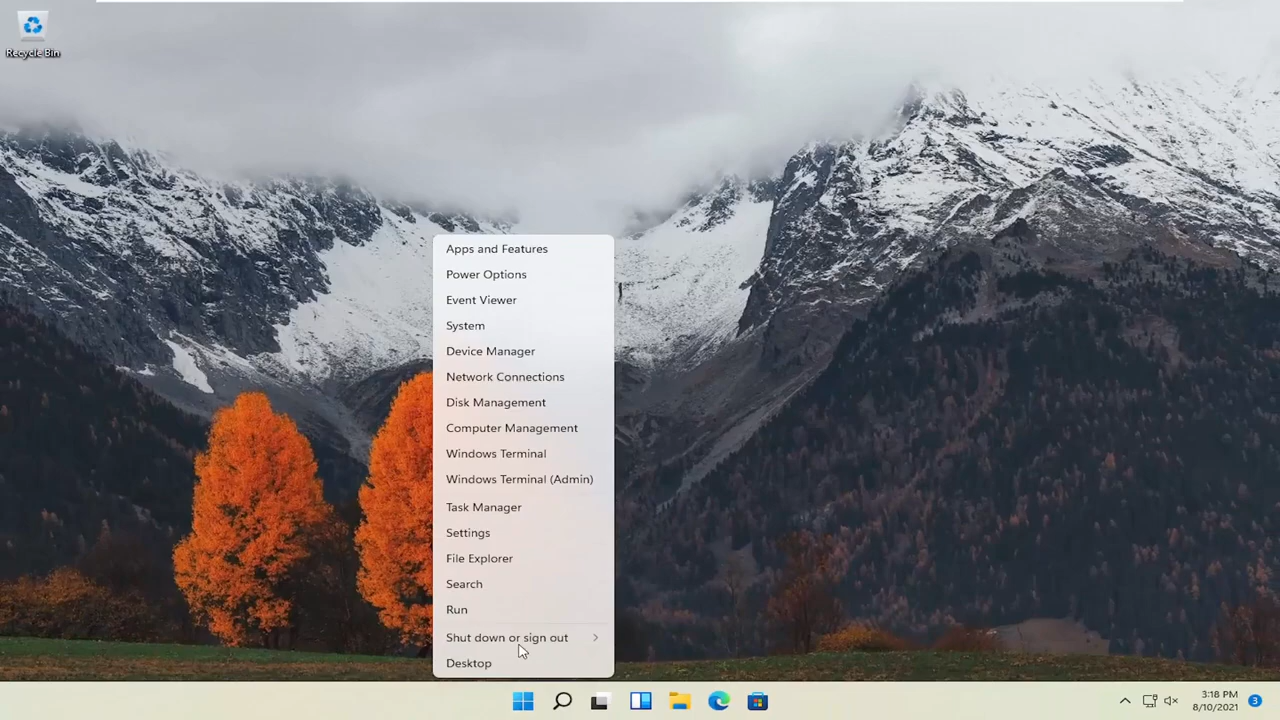 Recycle Bin
Apps and Features
Power Options
Event Viewer
System
Device Manager
Network Connections
Disk Management
Computer Management
Windows Terminal
Windows Terminal (Admin)
Task Manager
Settings
File Explorer
Search
Run
Shut down or sign out
Desktop
3:18 PM
8/10/2021
3